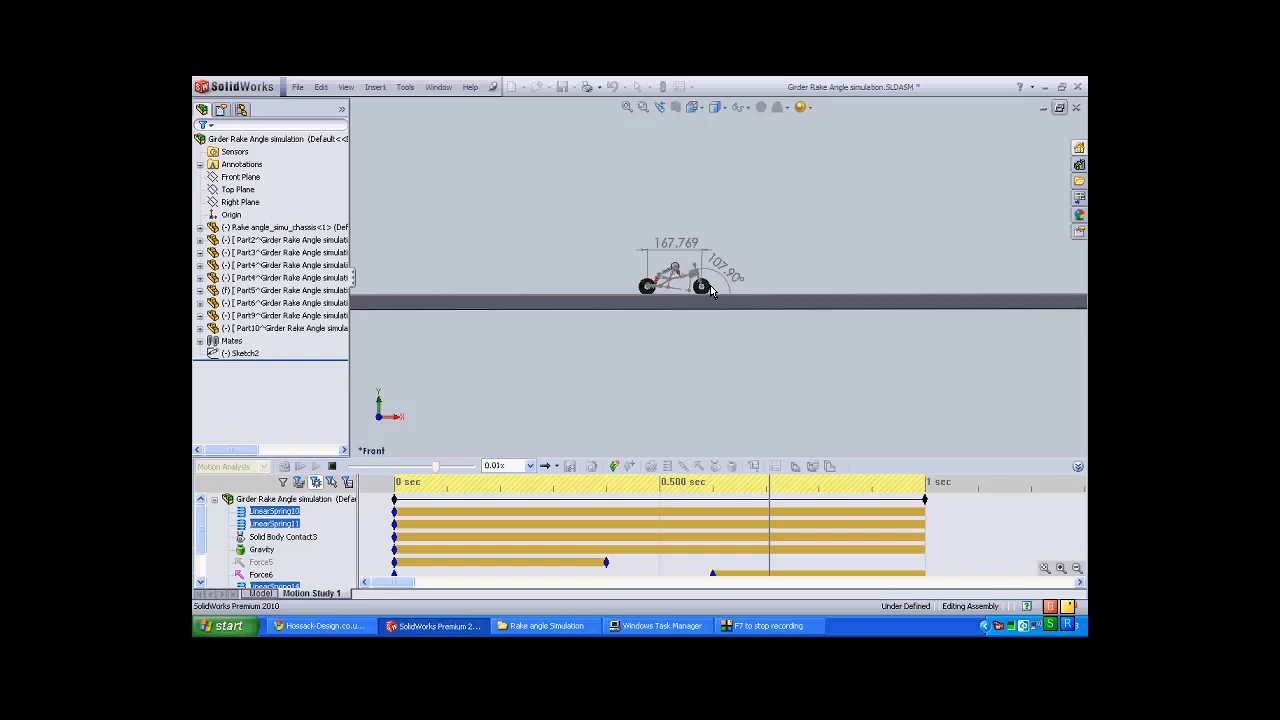 SolidWorks File Edit View Insert Tools Window Help Girder Rake Angle simulation.SLDASM *
Girder Rake Angle simulation (Default<<
Sensors
Annotations
Front Plane
Top Plane
Right Plane
Origin
(-) Rake angle_simu_chassis<1> (Def
(-) [ Part2^Girder Rake Angle simulati
(-) [ Part3^Girder Rake Angle simulati
(-) [ Part4^Girder Rake Angle simulati
(-) [ Part4^Girder Rake Angle simulati
(f) [ Part5^Girder Rake Angle simulati
(-) [ Part6^Girder Rake Angle simulati
(-) [ Part9^Girder Rake Angle simulati
(-) [ Part10^Girder Rake Angle simulati
Mates
(-) Sketch2
167.769
107.90°
Y
X
*Front
Motion Analysis 0.01x
0 sec 0.500 sec 1 sec
Girder Rake Angle simulation (Defa
LinearSpring10
LinearSpring11
Solid Body Contact3
Gravity
Force5
Force6
LinearSpring14
Model Motion Study 1
SolidWorks Premium 2010 Under Defined Editing Assembly
start Hossack-Design.co.u... SolidWorks Premium 2... Rake angle Simulation Windows Task Manager F7 to stop recording